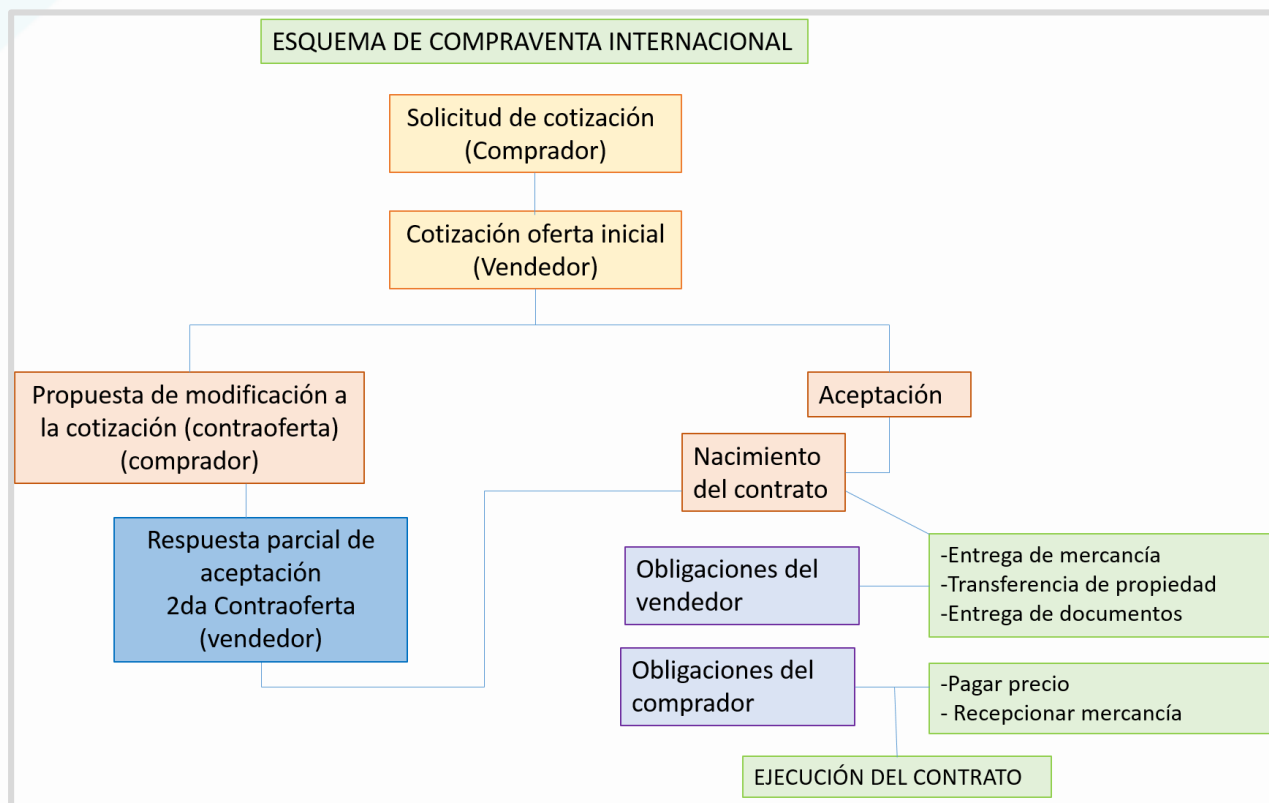 ESQUEMA DE COMPRAVENTA INTERNACIONAL
Solicitud de cotización
(Comprador)
Cotización oferta inicial
(Vendedor)
Propuesta de modificación a
la cotización (contraoferta)
(comprador)
Aceptación
Nacimiento
del contrato
Respuesta parcial de
aceptación
2da Contraoferta
(vendedor)
Obligaciones del
vendedor
-Entrega de mercancía
-Transferencia de propiedad
-Entrega de documentos
Obligaciones del
comprador
-Pagar precio
- Recepcionar mercancía
EJECUCIÓN DEL CONTRATO